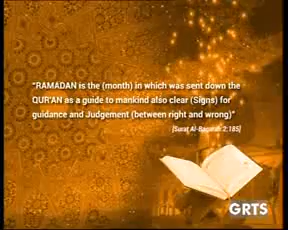 "RAMADAN is the (month) in which was sent down the
QUR'AN as a guide to mankind also clear (Signs) for
guidance and Judgement (between right and wrong)"
[Surat Al-Baqarah 2:185]
GRTS